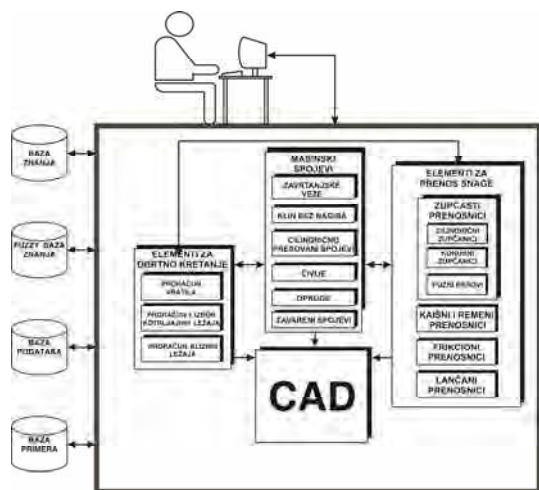 BAZA
ZNANJA
FUZZY BAZA
ZNANJA
BAZA
PODATAKA
BAZA
PRIMERA
ELEMENTI ZA
OBRTNO KRETANJE
PRORAČUN
VRATILA
PRORAČUN I IZBOR
KOTRLJAJNIH LEŽAJA
PRORAČUN KLIZNIH
LEŽAJA
MAŠINSKI
SPOJEVI
ZAVRTANJSKE
VEZE
KLIN BEZ NAGIBA
CILINDRIČNO
PRESOVANI SPOJEVI
ČIVIJE
OPRUGE
ZAVARENI SPOJEVI
CAD
ELEMENTI ZA
PRENOS SNAGE
ZUPČASTI
PRENOSNICI
CILINDRIČNI
ZUPČANICI
KONUSNI
ZUPČANICI
PUŽNI PAROVI
KAIŠNI I REMENI
PRENOSNICI
FRIKCIONI
PRENOSNICI
LANČANI
PRENOSNICI